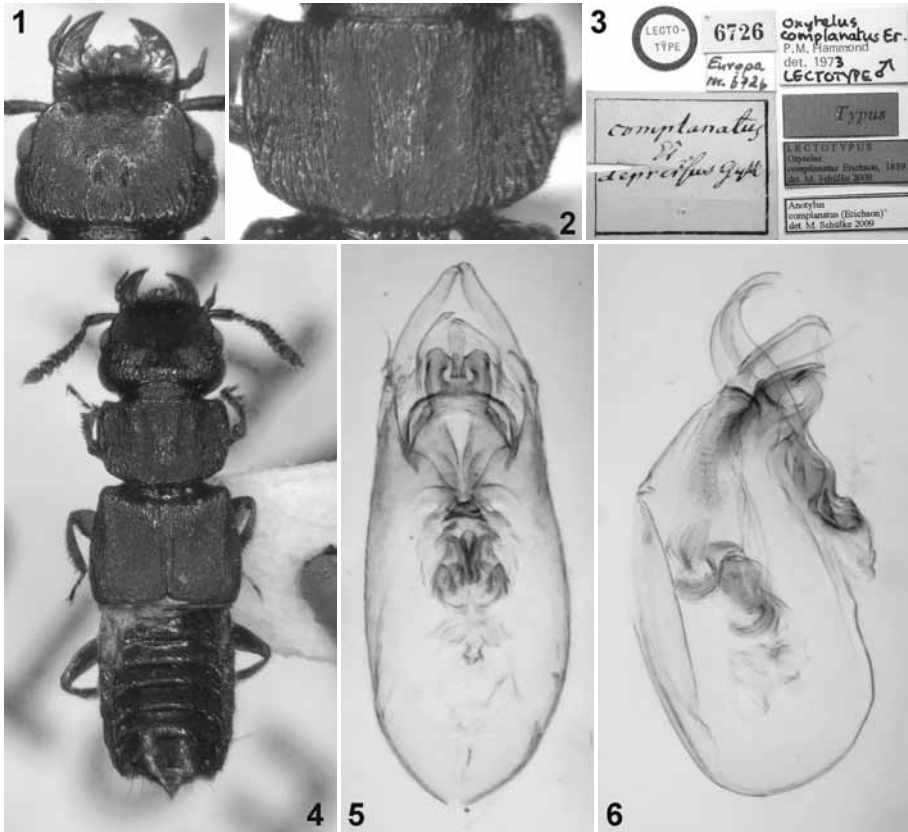 1
2
3
LECTO-
TYPE
6726
Europa
Nr. 6726
complanatus
Er
depressus Gyll
Oxytelus
complanatus Er.
P.M. Hammond
det. 1973
LECTOTYPE ♂
Typus
LECTOTYPUS
Oxytelus
complanatus Erichson, 1839
det. M. Schülke 2009
Anotylus
complanatus (Erichson)
det. M. Schülke 2009
4
5
6